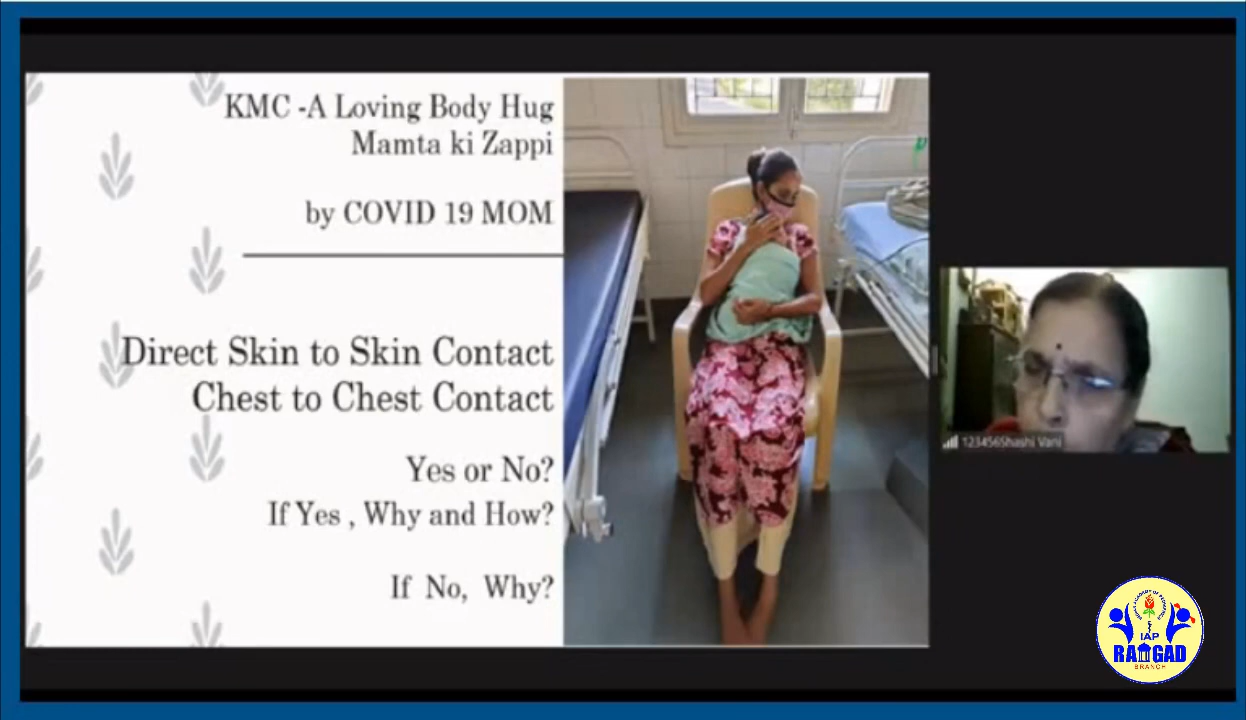 KMC -A Loving Body Hug
Mamta ki Zappi
by COVID 19 MOM
Direct Skin to Skin Contact
Chest to Chest Contact
Yes or No?
If Yes , Why and How?
If No, Why?
123456Shashi Vani
IAP
RAIGAD
BRANCH